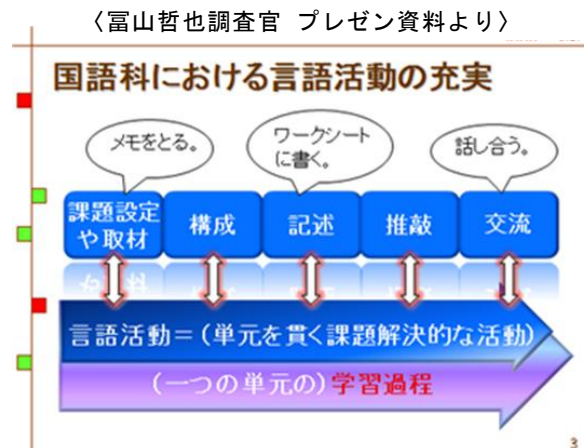 〈冨山哲也調査官 プレゼン資料より〉
国語科における言語活動の充実
メモをとる。
ワークシート
に書く。
話し合う。
課題設定
や取材
構成
記述
推敲
交流
言語活動＝(単元を貫く課題解決的な活動)
(一つの単元の)学習過程
3